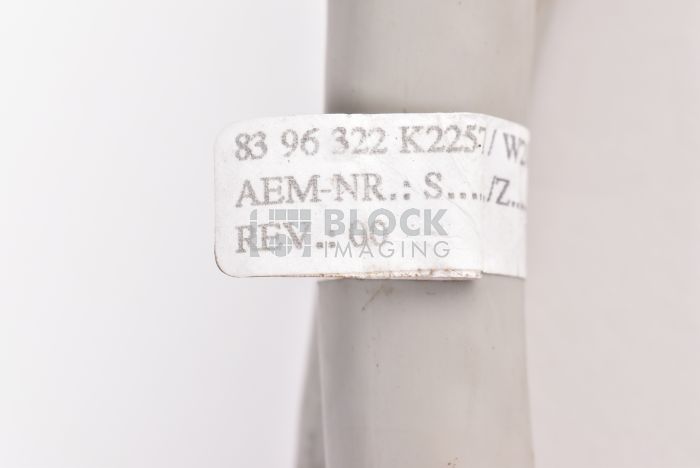 83 96 322 K2257/ W2
AEM-NR.: S..../Z....
REV.. 00
BLOCK
IMAGING